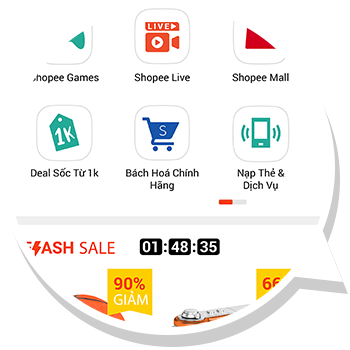 LIVE
Shopee Games Shopee Live Shopee Mall
1K S
Deal Sốc Từ 1k Bách Hoá Chính Nạp Thẻ &
Hãng Dịch Vụ
FLASH SALE 01:48:35
90% 66
GIẢM